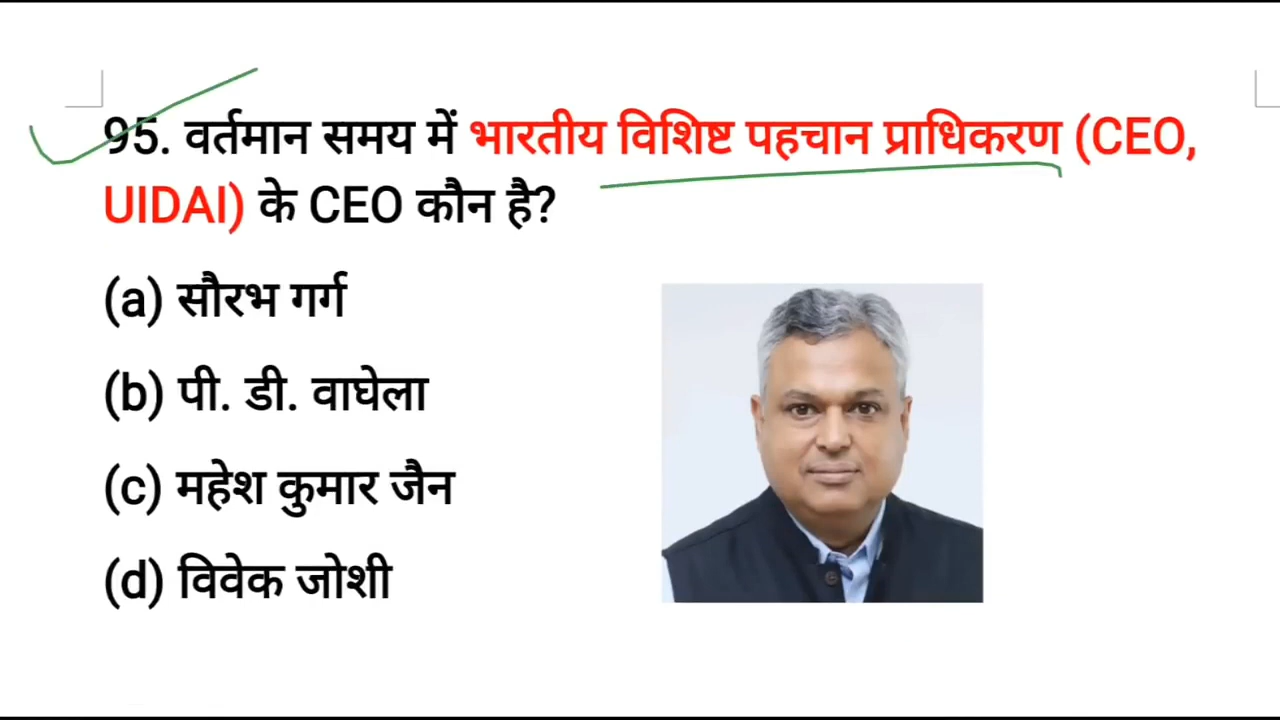 95. वर्तमान समय में भारतीय विशिष्ट पहचान प्राधिकरण (CEO,
UIDAI) के CEO कौन है?
(a) सौरभ गर्ग
(b) पी. डी. वाघेला
(c) महेश कुमार जैन
(d) विवेक जोशी